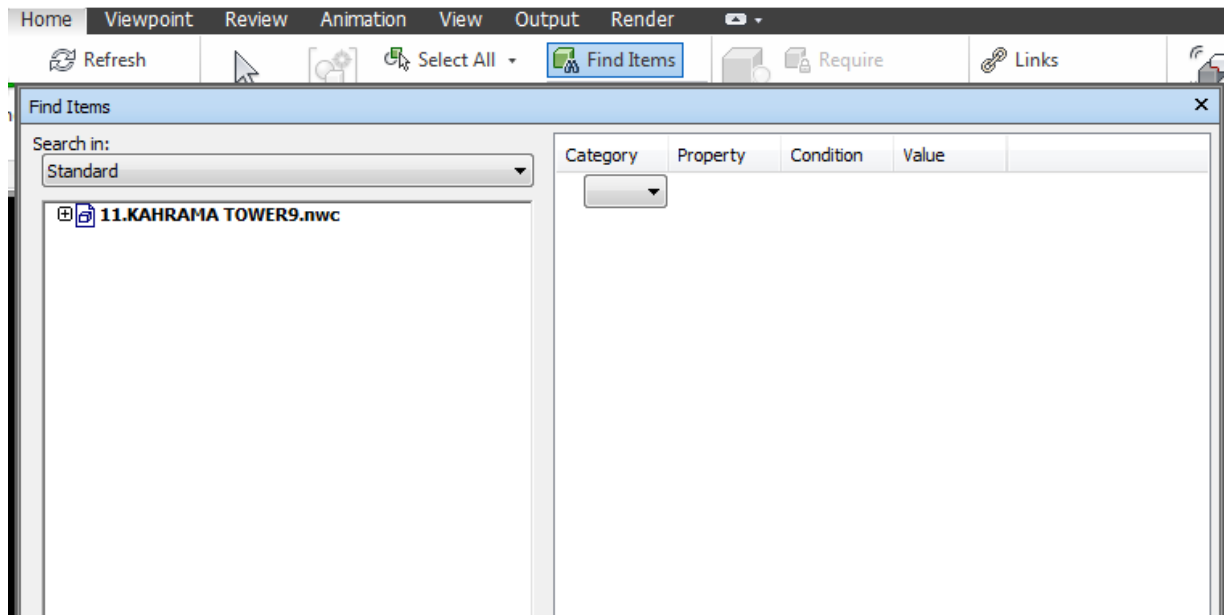 Home Viewpoint Review Animation View Output Render
Refresh Select All Find Items Require Links
Find Items
Search in:
Standard
Category Property Condition Value
11.KAHRAMA TOWER9.nwc